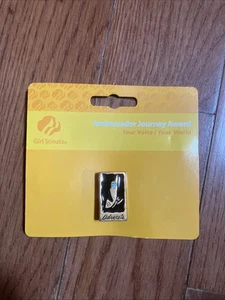 Ambassador Journey Award
Your Voice / Your World
Girl Scouts
Advocate